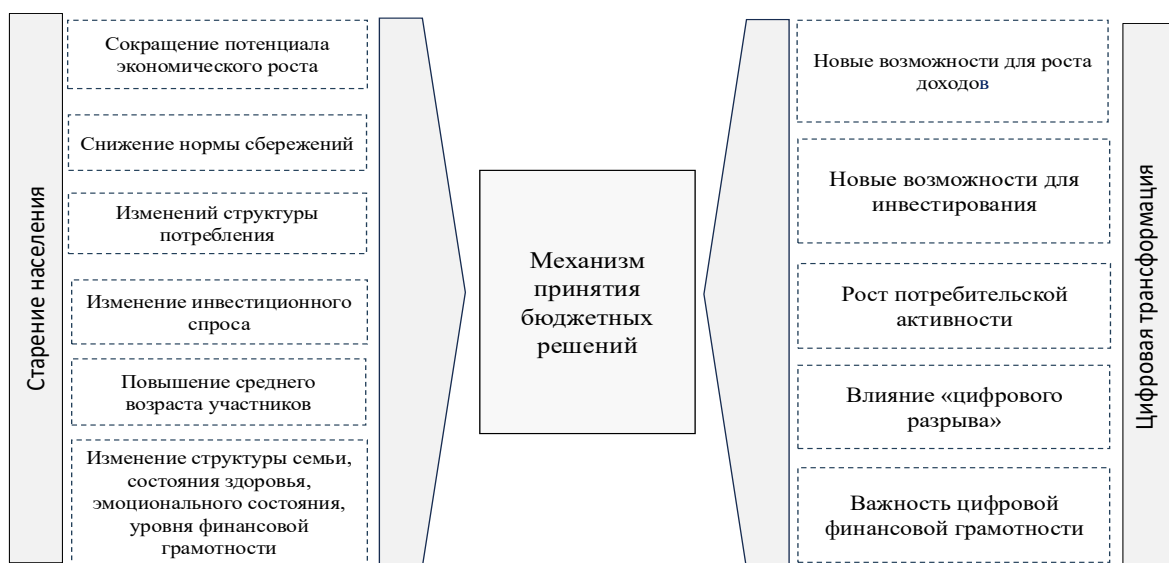 Старение населения
Сокращение потенциала
экономического роста
Снижение нормы сбережений
Изменений структуры
потребления
Изменение инвестиционного
спроса
Повышение среднего
возраста участников
Изменение структуры семьи,
состояния здоровья,
эмоционального состояния,
уровня финансовой
грамотности
Механизм
принятия
бюджетных
решений
Новые возможности для роста
доходов
Новые возможности для
инвестирования
Рост потребительской
активности
Влияние «цифрового
разрыва»
Важность цифровой
финансовой грамотности
Цифровая трансформация